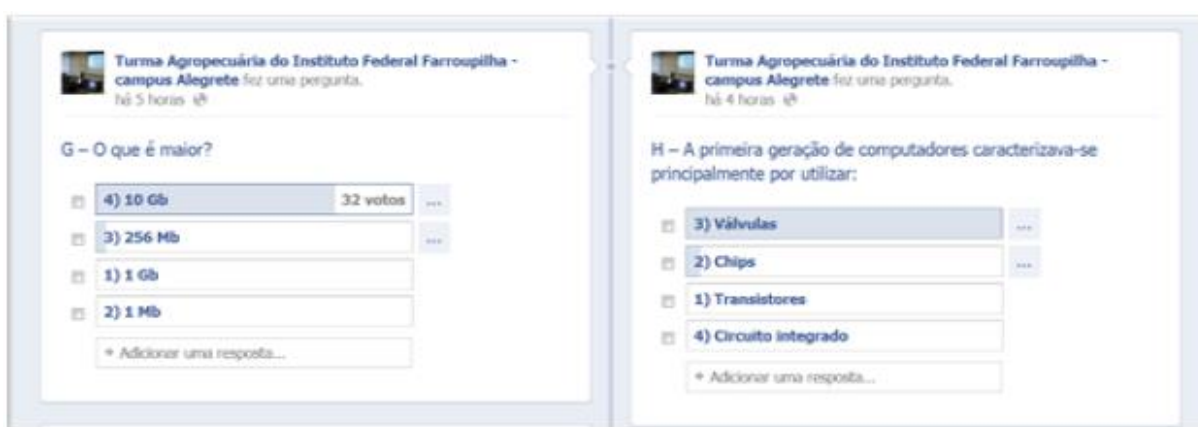 Turma Agropecuária do Instituto Federal Farroupilha -
campus Alegrete fez uma pergunta.
há 5 horas
G – O que é maior?
4) 10 Gb 32 votos ...
3) 256 Mb ...
1) 1 Gb
2) 1 Mb
+ Adicionar uma resposta...
Turma Agropecuária do Instituto Federal Farroupilha -
campus Alegrete fez uma pergunta.
há 4 horas
H – A primeira geração de computadores caracterizava-se
principalmente por utilizar:
3) Válvulas ...
2) Chips ...
1) Transistores
4) Circuito integrado
+ Adicionar uma resposta...